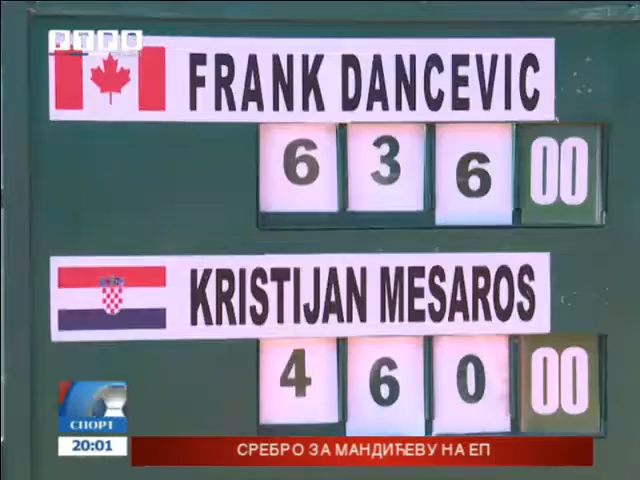 РТРС
FRANK DANCEVIC
6 3 6 00
KRISTIJAN MESAROS
4 6 0 00
СПОРТ
20:01
СРЕБРО ЗА МАНДИЋЕВУ НА ЕП